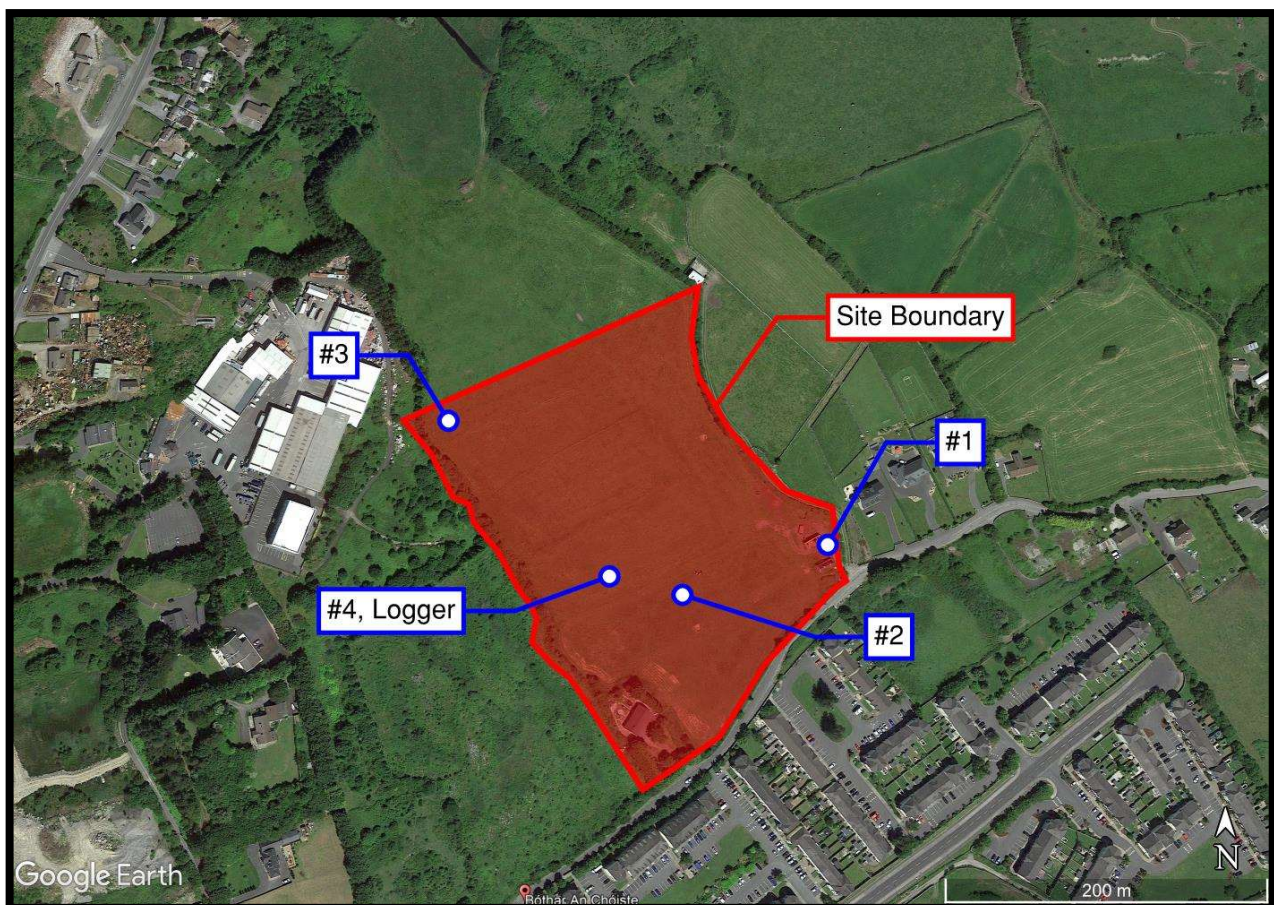 Site Boundary
#3
#1
#4, Logger
#2
Google Earth
Bóthar An Chóiste
N
200 m